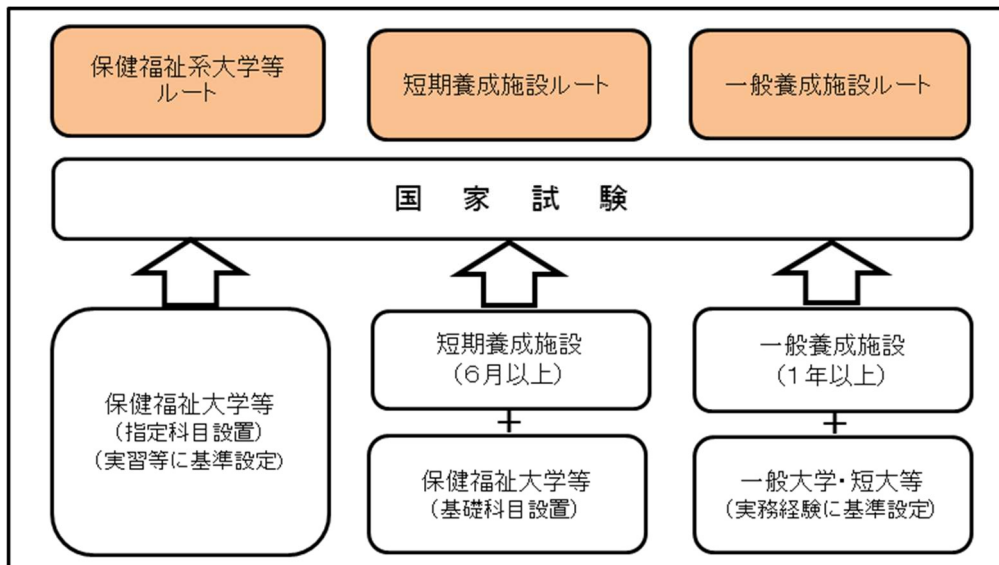 保健福祉系大学等
ルート
短期養成施設ルート
一般養成施設ルート
国家試験
保健福祉大学等
(指定科目設置)
(実習等に基準設定)
短期養成施設
(6月以上)
+
保健福祉大学等
(基礎科目設置)
一般養成施設
(1年以上)
+
一般大学・短大等
(実務経験に基準設定)